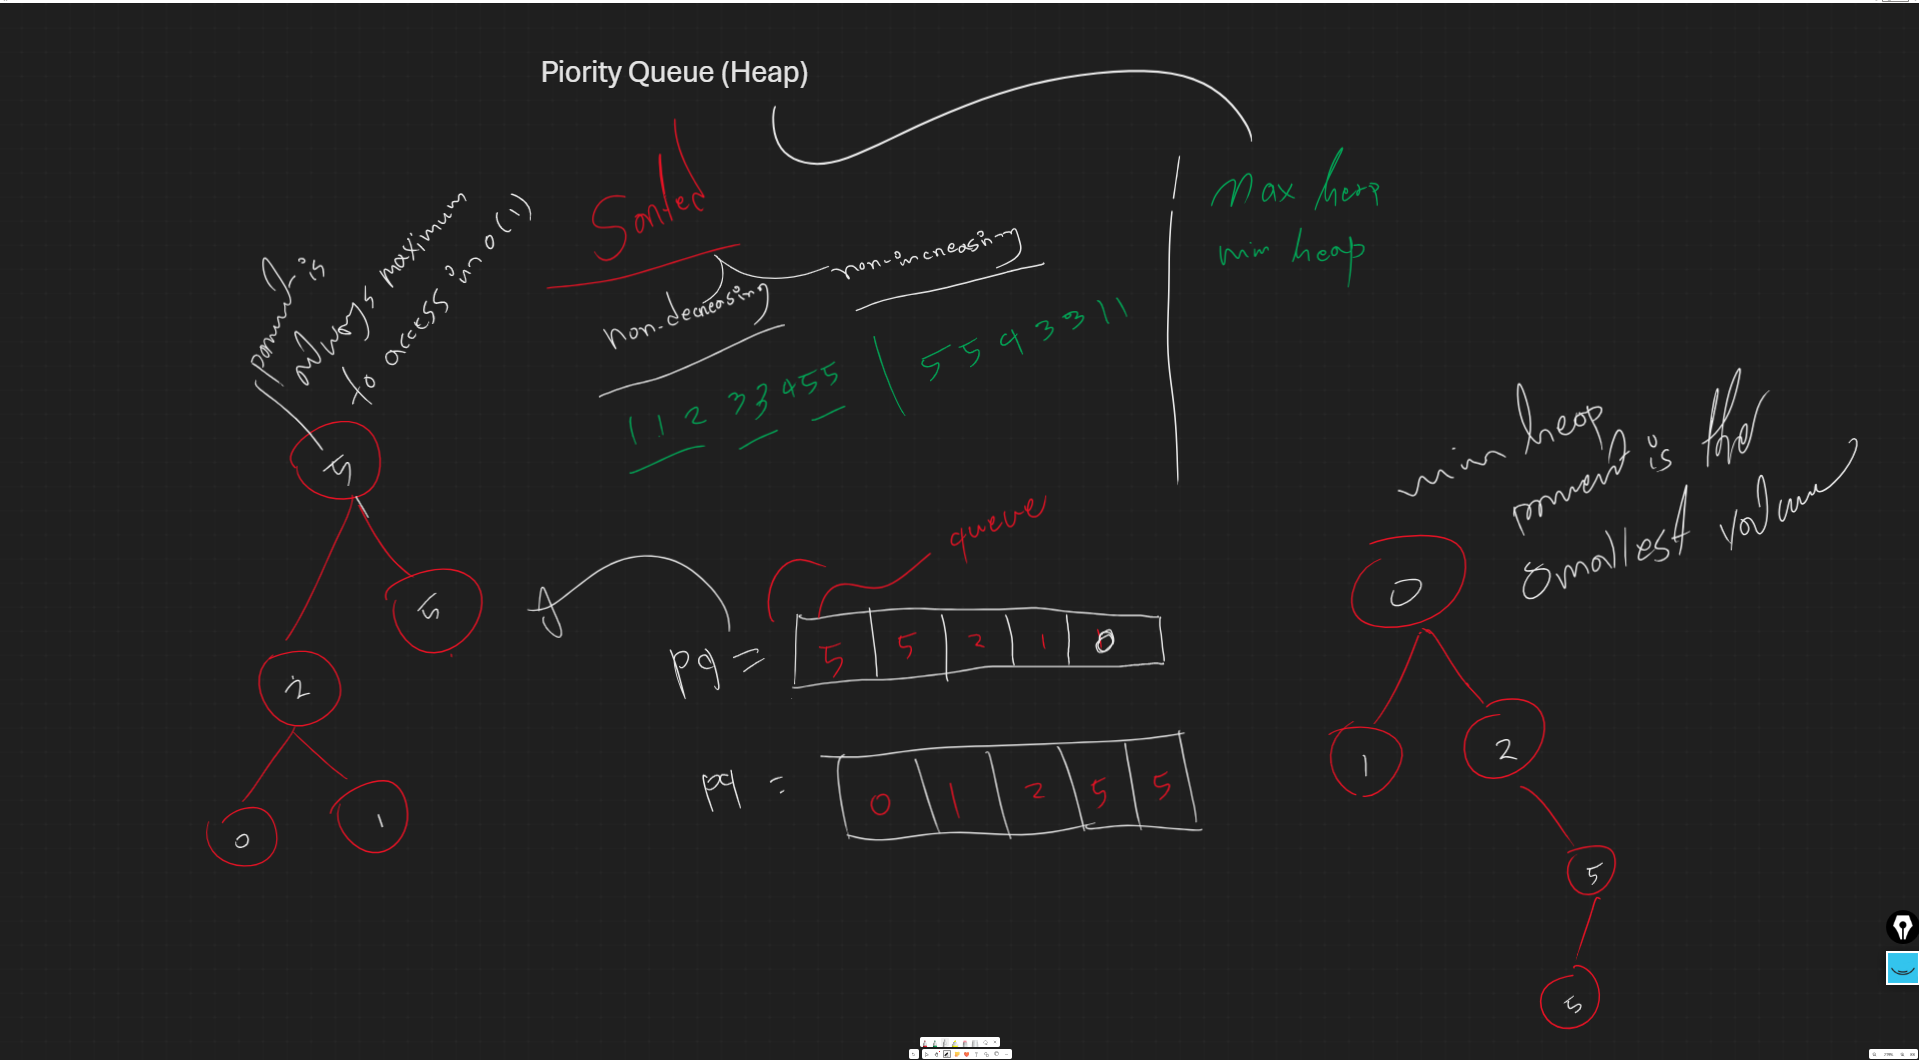 Piority Queue (Heap)
Sorted
non-decreasing
non-increasing
1 1 2 3 3 4 5 5
5 5 4 3 3 1 1
Max heap
min heap
parent is
always maximum
to access in O(1)
5
5
2
0
1
queue
pq = 5 5 2 1 0
pq = 0 1 2 5 5
min heap
parent is the
smallest value
0
1
2
5
5